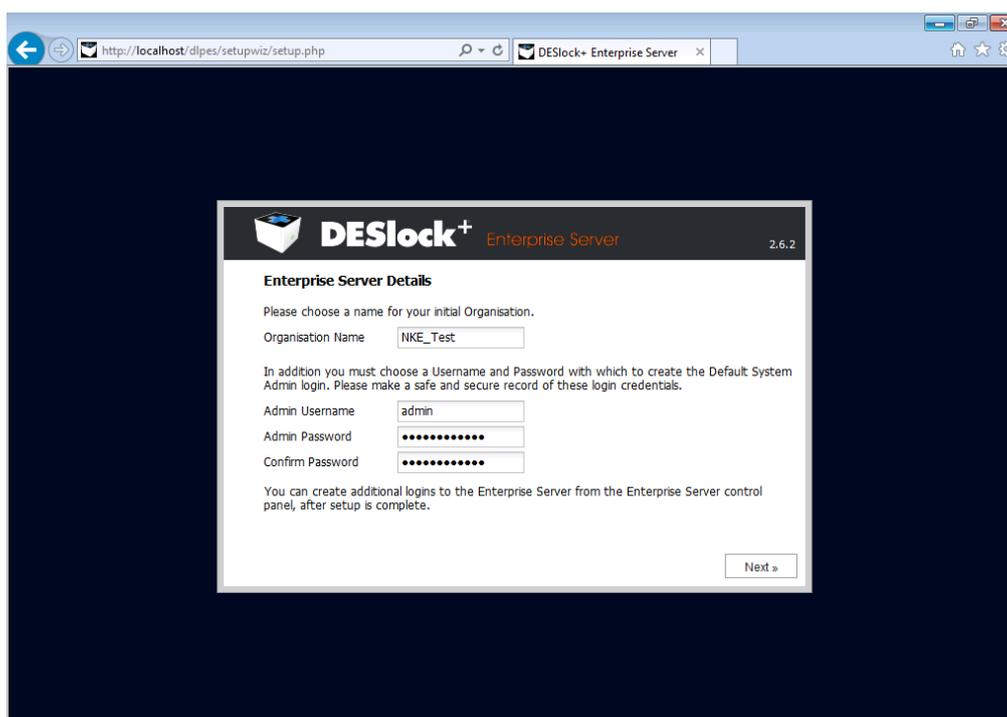 http://localhost/dlpes/setupwiz/setup.php
DESlock+ Enterprise Server
DESlock+ Enterprise Server
2.6.2
Enterprise Server Details
Please choose a name for your initial Organisation.
Organisation Name NKE_Test
In addition you must choose a Username and Password with which to create the Default System
Admin login. Please make a safe and secure record of these login credentials.
Admin Username admin
Admin Password ●●●●●●●●●●●●
Confirm Password ●●●●●●●●●●●●
You can create additional logins to the Enterprise Server from the Enterprise Server control
panel, after setup is complete.
Next »